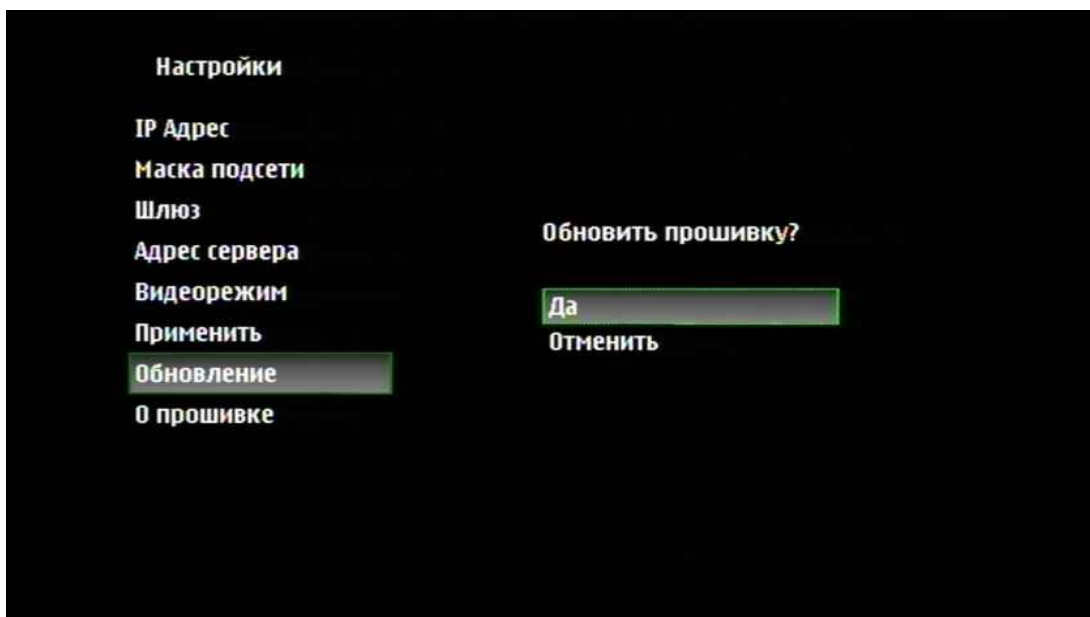 Настройки
IP Адрес
Маска подсети
Шлюз
Адрес сервера
Видеорежим
Применить
Обновление
О прошивке
Обновить прошивку?
Да
Отменить